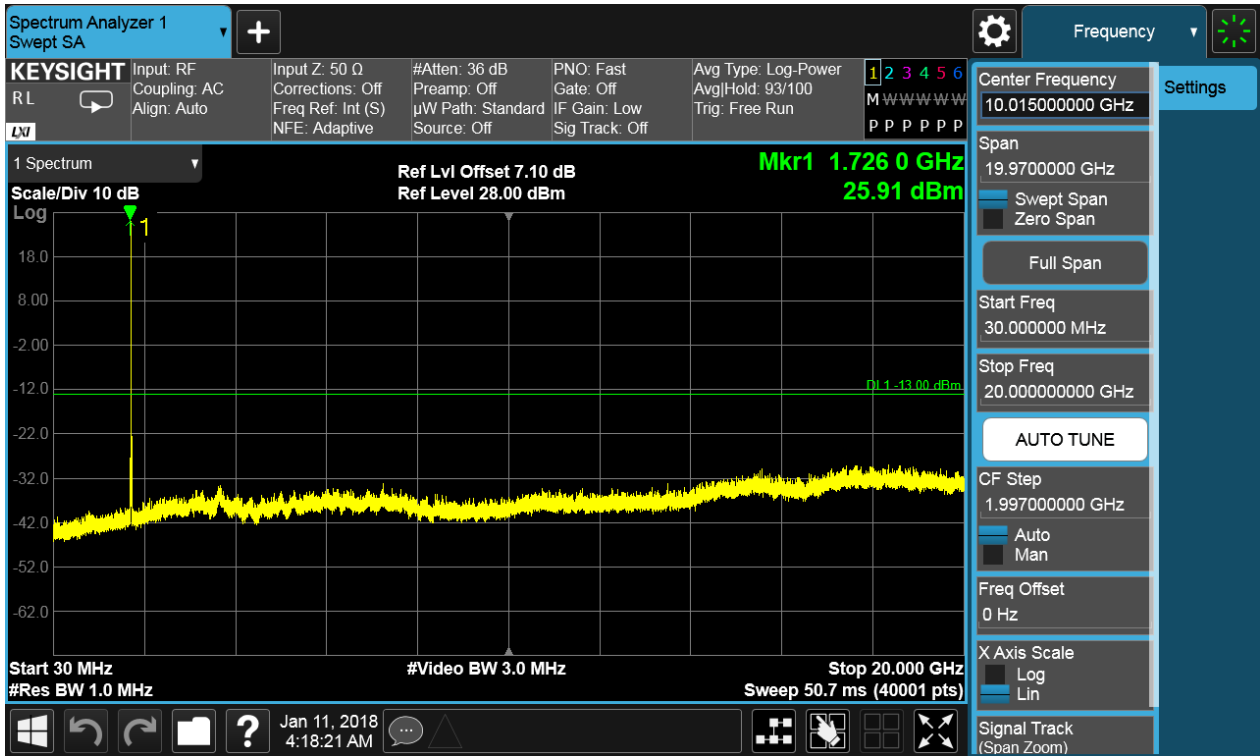 Spectrum Analyzer 1
Swept SA
+
Frequency
KEYSIGHT
R L
LXI
Input: RF
Coupling: AC
Align: Auto
Input Z: 50 Ω
Corrections: Off
Freq Ref: Int (S)
NFE: Adaptive
#Atten: 36 dB
Preamp: Off
µW Path: Standard
Source: Off
PNO: Fast
Gate: Off
IF Gain: Low
Sig Track: Off
Avg Type: Log-Power
Avg|Hold: 93/100
Trig: Free Run
1 2 3 4 5 6
M W W W W W
P P P P P P
1 Spectrum
Scale/Div 10 dB
Log
Ref Lvl Offset 7.10 dB
Ref Level 28.00 dBm
Mkr1 1.726 0 GHz
25.91 dBm
1
18.0
8.00
-2.00
-12.0
DL1 -13.00 dBm
-22.0
-32.0
-42.0
-52.0
-62.0
Start 30 MHz
#Res BW 1.0 MHz
#Video BW 3.0 MHz
Stop 20.000 GHz
Sweep 50.7 ms (40001 pts)
Center Frequency
10.015000000 GHz
Settings
Span
19.9700000 GHz
Swept Span
Zero Span
Full Span
Start Freq
30.000000 MHz
Stop Freq
20.000000000 GHz
AUTO TUNE
CF Step
1.997000000 GHz
Auto
Man
Freq Offset
0 Hz
X Axis Scale
Log
Lin
Signal Track
(Span Zoom)
?
Jan 11, 2018
4:18:21 AM